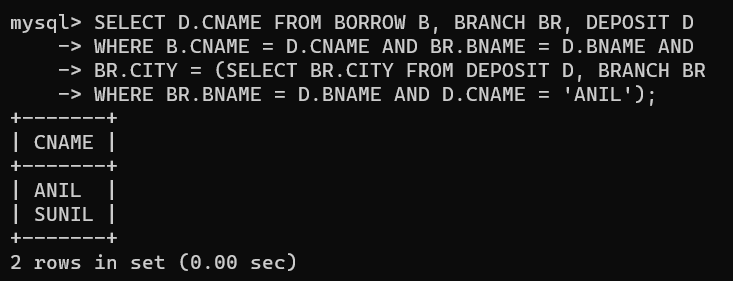 mysql> SELECT D.CNAME FROM BORROW B, BRANCH BR, DEPOSIT D
    -> WHERE B.CNAME = D.CNAME AND BR.BNAME = D.BNAME AND
    -> BR.CITY = (SELECT BR.CITY FROM DEPOSIT D, BRANCH BR
    -> WHERE BR.BNAME = D.BNAME AND D.CNAME = 'ANIL');
+-------+
| CNAME |
+-------+
| ANIL  |
| SUNIL |
+-------+
2 rows in set (0.00 sec)